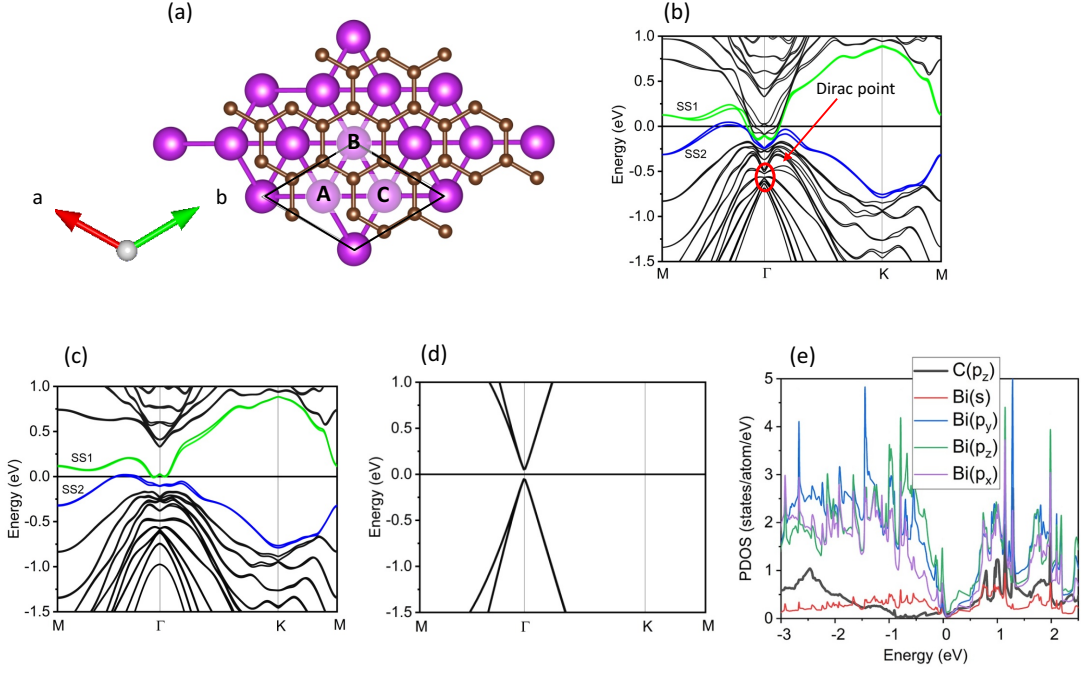 (a)
B
A C
a
b
(b)
Energy (eV)
1.0
0.5
0.0
-0.5
-1.0
-1.5
SS1
SS2
Dirac point
M Γ K M
(c)
Energy (eV)
1.0
0.5
0.0
-0.5
-1.0
-1.5
SS1
SS2
M Γ K M
(d)
Energy (eV)
1.0
0.5
0.0
-0.5
-1.0
-1.5
M Γ K M
(e)
C(pz)
Bi(s)
Bi(py)
Bi(pz)
Bi(px)
PDOS (states/atom/eV)
5
4
3
2
1
0
-3 -2 -1 0 1 2
Energy (eV)